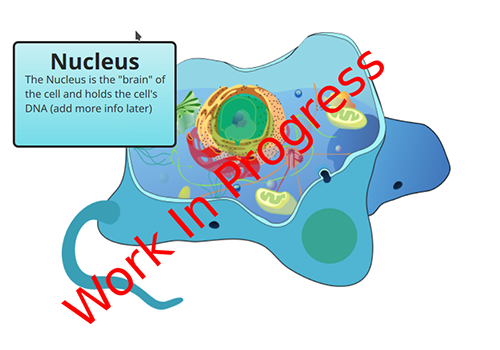 Nucleus
The Nucleus is the "brain" of
the cell and holds the cell's
DNA (add more info later)
Work In Progress